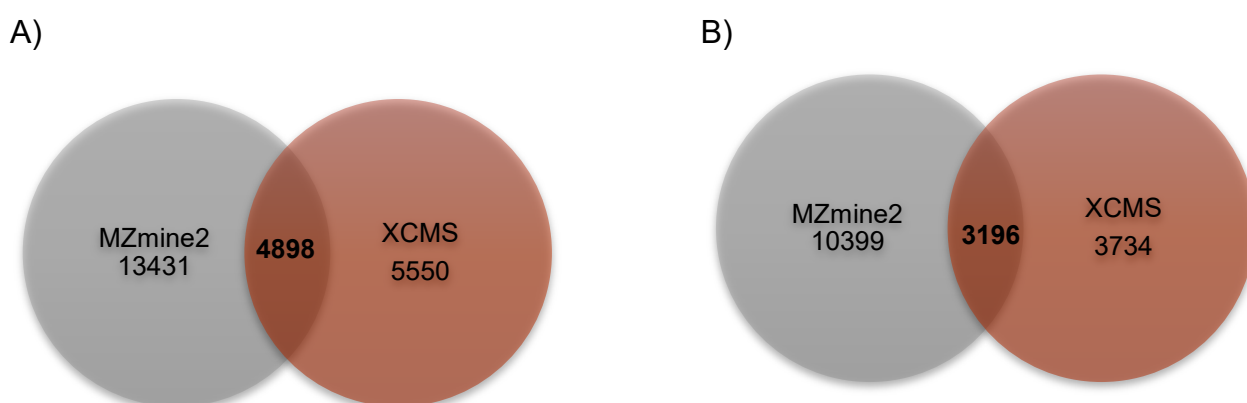 A)
MZmine2
13431
4898
XCMS
5550
B)
MZmine2
10399
3196
XCMS
3734